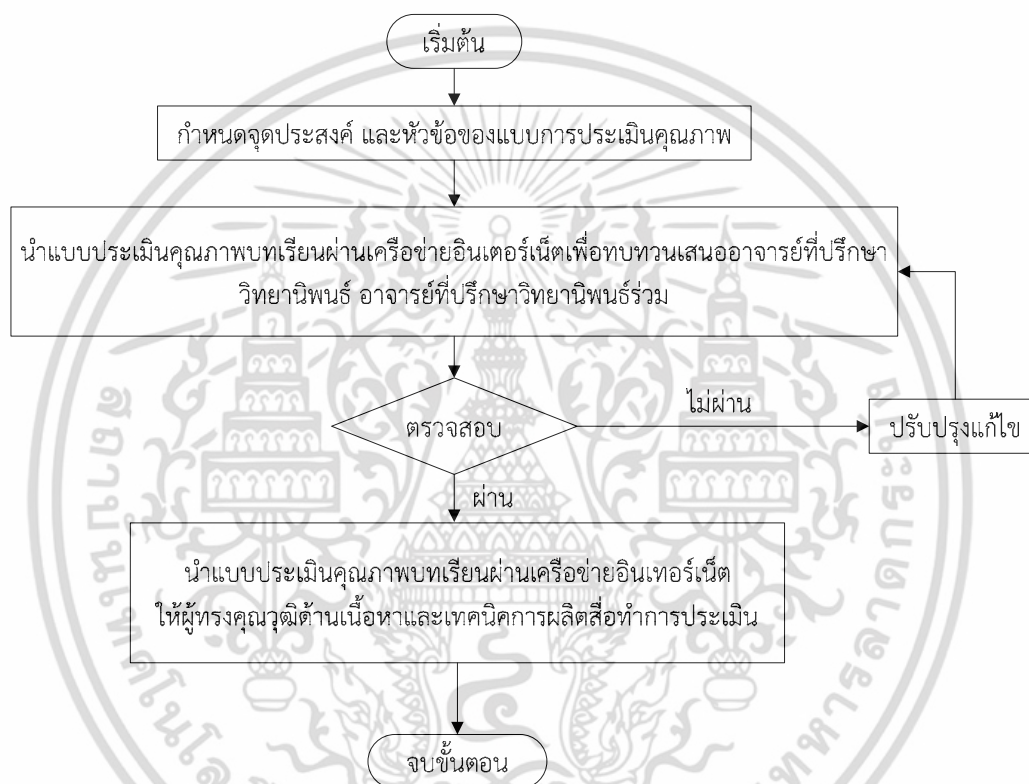 เริ่มต้น
กำหนดจุดประสงค์ และหัวข้อของแบบการประเมินคุณภาพ
นำแบบประเมินคุณภาพบทเรียนผ่านเครือข่ายอินเตอร์เน็ตเพื่อทบทวนเสนออาจารย์ที่ปรึกษา
วิทยานิพนธ์ อาจารย์ที่ปรึกษาวิทยานิพนธ์ร่วม
ตรวจสอบ
ไม่ผ่าน
ปรับปรุงแก้ไข
ผ่าน
นำแบบประเมินคุณภาพบทเรียนผ่านเครือข่ายอินเทอร์เน็ต
ให้ผู้ทรงคุณวุฒิด้านเนื้อหาและเทคนิคการผลิตสื่อทำการประเมิน
จบขั้นตอน